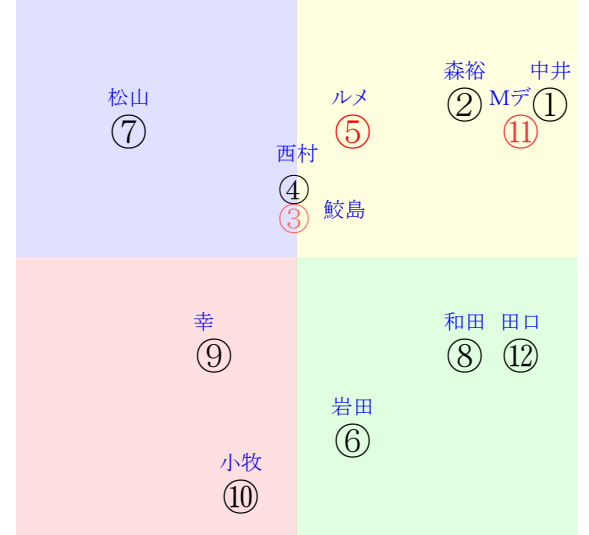 森裕 中井
松山 ルメ Mデ
② ①
⑦ ⑤ ⑪
西村
④
③ 鮫島
幸 和田 田口
⑨ ⑧ ⑫
岩田
⑥
小牧
⑩